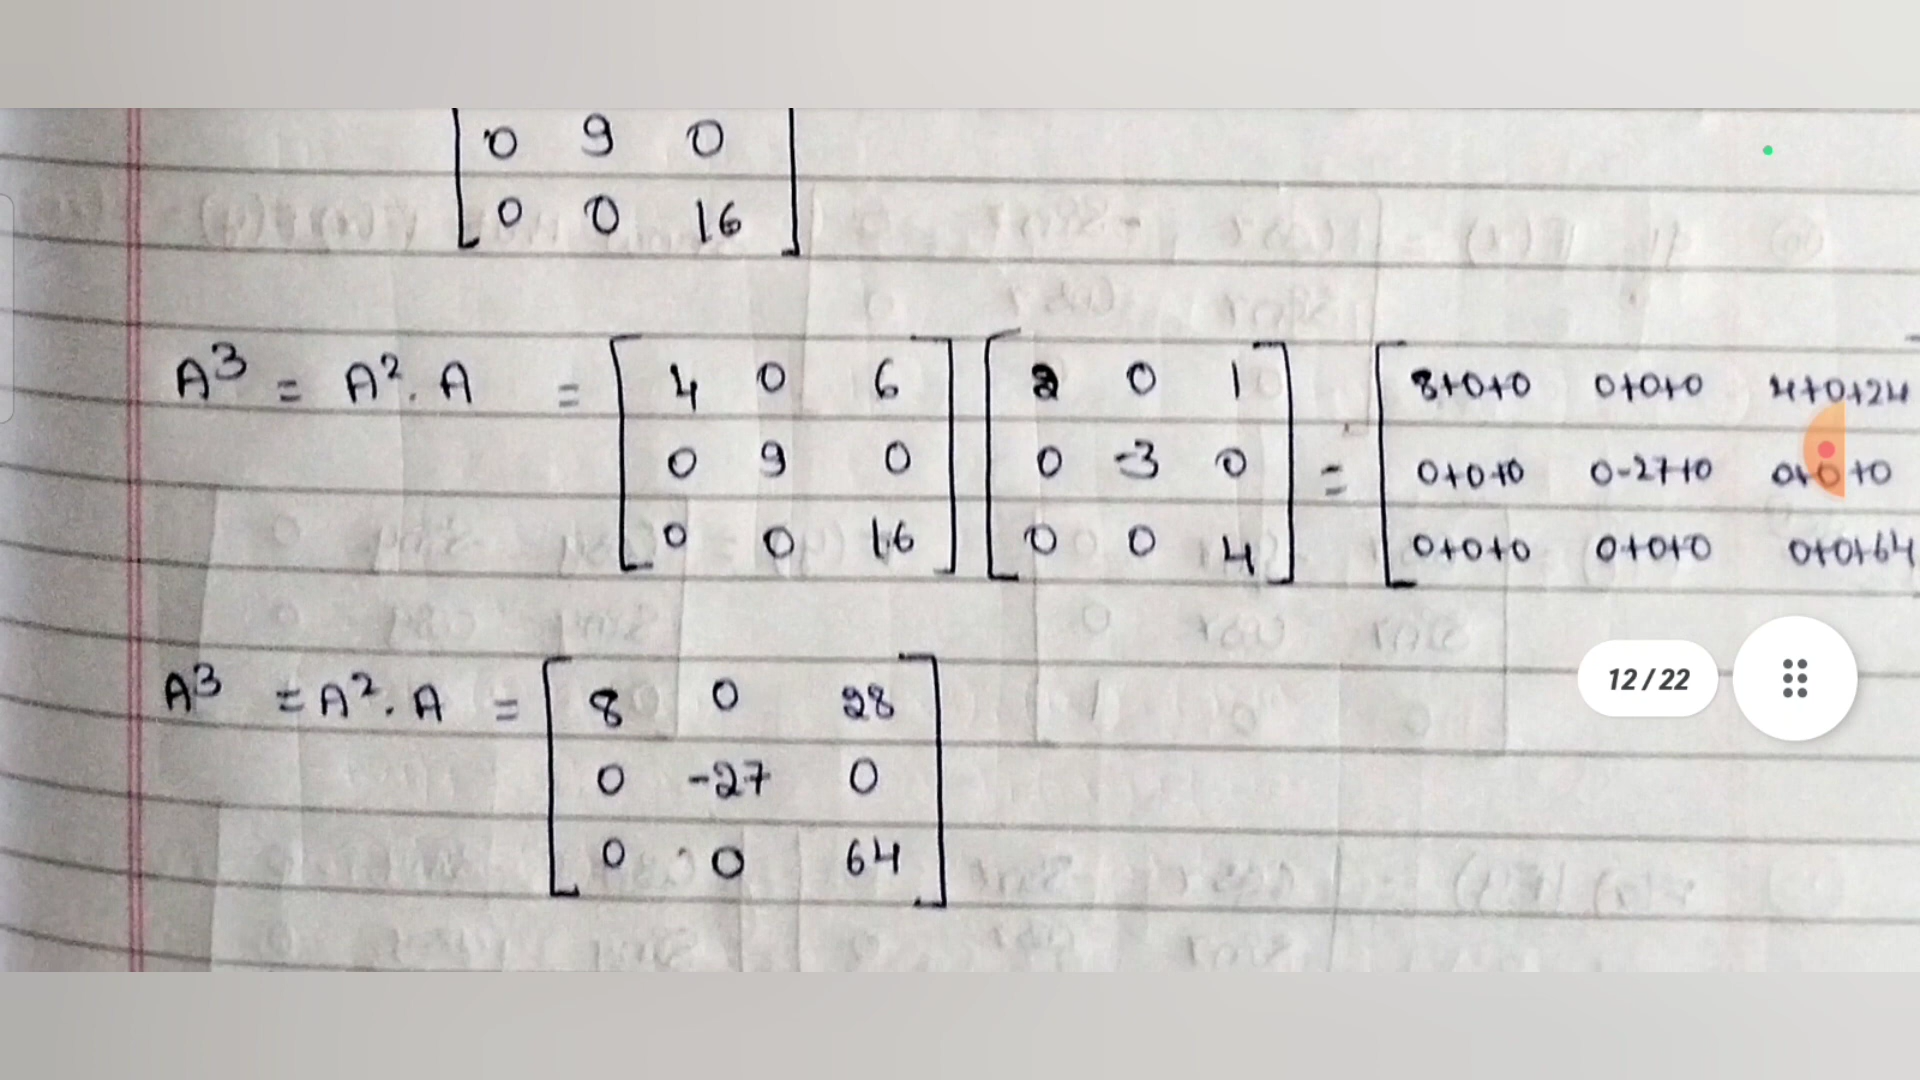 0 9 0
0 0 16
A³ = A². A = [4 0 6] [2 0 1] = [8+0+0 0+0+0 4+0+24
0 9 0 0 -3 0 0+0+0 0-27+0 0+0+0
0 0 16 0 0 4 0+0+0 0+0+0 0+0+64
12/22
A³ = A². A = [8 0 28]
0 -27 0
0 0 64